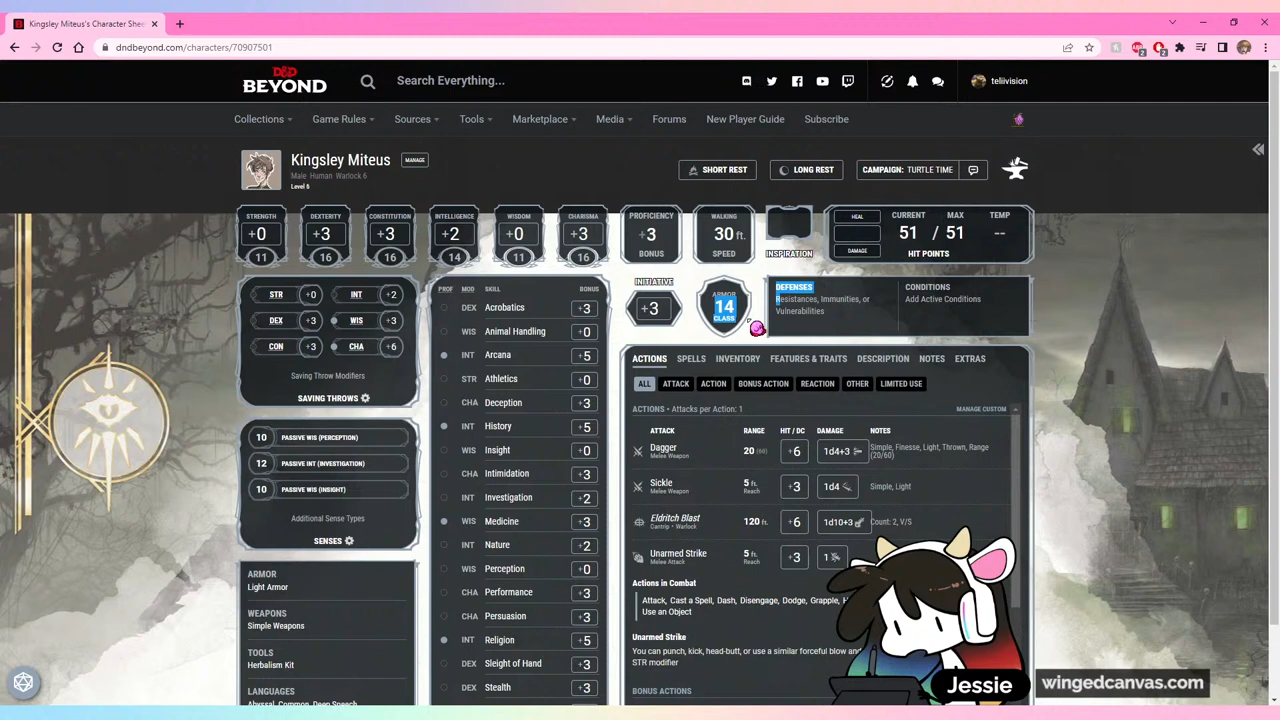 Kingsley Miteus's Character She
dndbeyond.com/characters/70907501
D&D BEYOND
Search Everything...
teliivision
Collections Game Rules Sources Tools Marketplace Media Forums New Player Guide Subscribe
Kingsley Miteus MANAGE
Male Human Warlock 6
Level 6
SHORT REST LONG REST CAMPAIGN: TURTLE TIME
STRENGTH DEXTERITY CONSTITUTION INTELLIGENCE WISDOM CHARISMA
+0 +3 +3 +2 +0 +3
11 16 16 14 11 16
PROFICIENCY
+3
BONUS
WALKING
30 ft.
SPEED
INSPIRATION
HEAL
DAMAGE
CURRENT MAX TEMP
51 / 51 --
HIT POINTS
STR +0 INT +2
DEX +3 WIS +3
CON +3 CHA +6
Saving Throw Modifiers
SAVING THROWS
10 PASSIVE WIS (PERCEPTION)
12 PASSIVE INT (INVESTIGATION)
10 PASSIVE WIS (INSIGHT)
Additional Sense Types
SENSES
ARMOR
Light Armor
WEAPONS
Simple Weapons
TOOLS
Herbalism Kit
LANGUAGES
Abyssal, Common, Deep Speech
PROF MOD SKILL BONUS
DEX Acrobatics +3
WIS Animal Handling +0
INT Arcana +5
STR Athletics +0
CHA Deception +3
INT History +5
WIS Insight +0
CHA Intimidation +3
INT Investigation +2
WIS Medicine +3
INT Nature +2
WIS Perception +0
CHA Performance +3
CHA Persuasion +3
INT Religion +5
DEX Sleight of Hand +3
DEX Stealth +3
INITIATIVE
+3
ARMOR
14
CLASS
DEFENSES
Resistances, Immunities, or
Vulnerabilities
CONDITIONS
Add Active Conditions
ACTIONS SPELLS INVENTORY FEATURES & TRAITS DESCRIPTION NOTES EXTRAS
ALL ATTACK ACTION BONUS ACTION REACTION OTHER LIMITED USE
ACTIONS • Attacks per Action: 1 MANAGE CUSTOM
ATTACK RANGE HIT / DC DAMAGE NOTES
Dagger 20 (60) +6 1d4+3 Simple, Finesse, Light, Thrown, Range
Melee Weapon (20/60)
Sickle 5 ft. +3 1d4 Simple, Light
Melee Weapon Reach
Eldritch Blast 120 ft. +6 1d10+3 Count: 2, V/S
Cantrip • Warlock
Unarmed Strike 5 ft. +3 1
Melee Attack Reach
Actions in Combat
Attack, Cast a Spell, Dash, Disengage, Dodge, Grapple, H
Use an Object
Unarmed Strike
You can punch, kick, head-butt, or use a similar forceful blow and
STR modifier
BONUS ACTIONS
Jessie
wingedcanvas.com